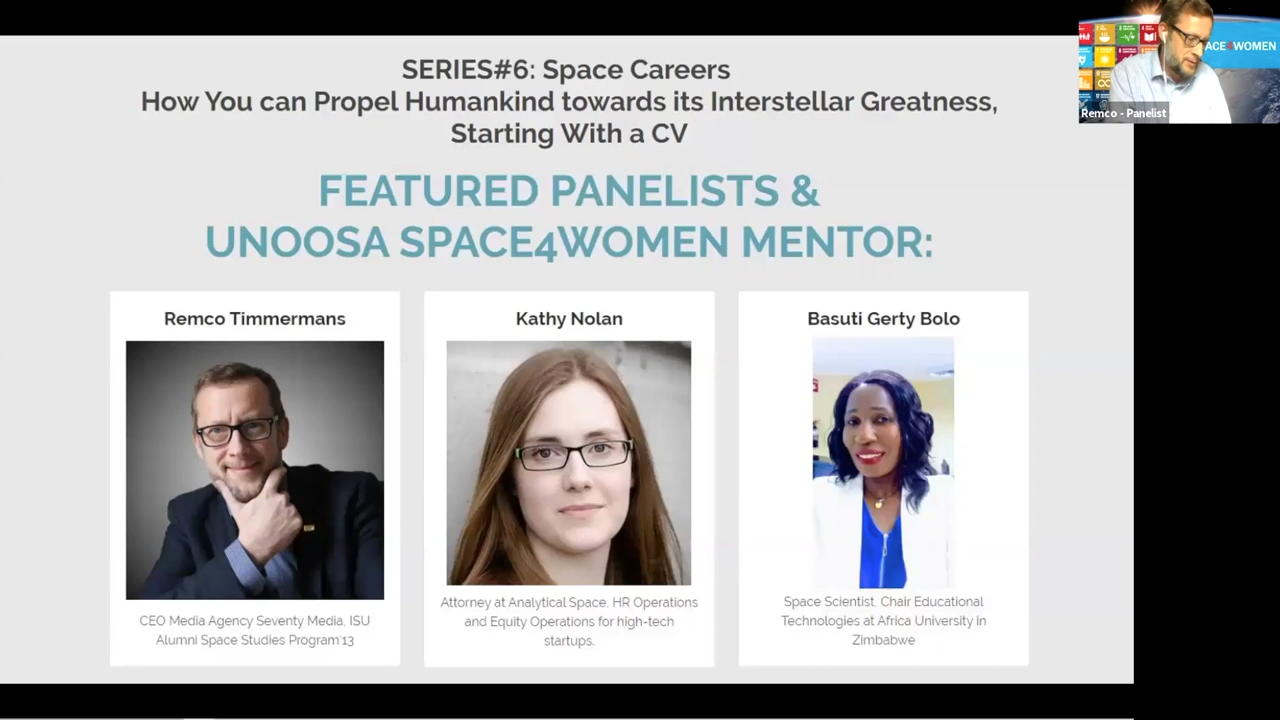 SERIES#6: Space Careers
How You can Propel Humankind towards its Interstellar Greatness,
Starting With a CV
FEATURED PANELISTS &
UNOOSA SPACE4WOMEN MENTOR:
Remco Timmermans
Kathy Nolan
Basuti Gerty Bolo
CEO Media Agency Seventy Media, ISU
Alumni Space Studies Program'13
Attorney at Analytical Space, HR Operations
and Equity Operations for high-tech
startups.
Space Scientist, Chair Educational
Technologies at Africa University in
Zimbabwe
ACE4WOMEN
Remco - Panelist